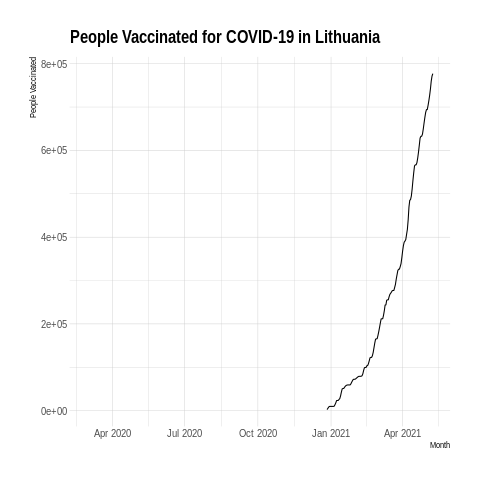 People Vaccinated for COVID-19 in Lithuania
People Vaccinated
8e+05
6e+05
4e+05
2e+05
0e+00
Apr 2020 Jul 2020 Oct 2020 Jan 2021 Apr 2021
Month